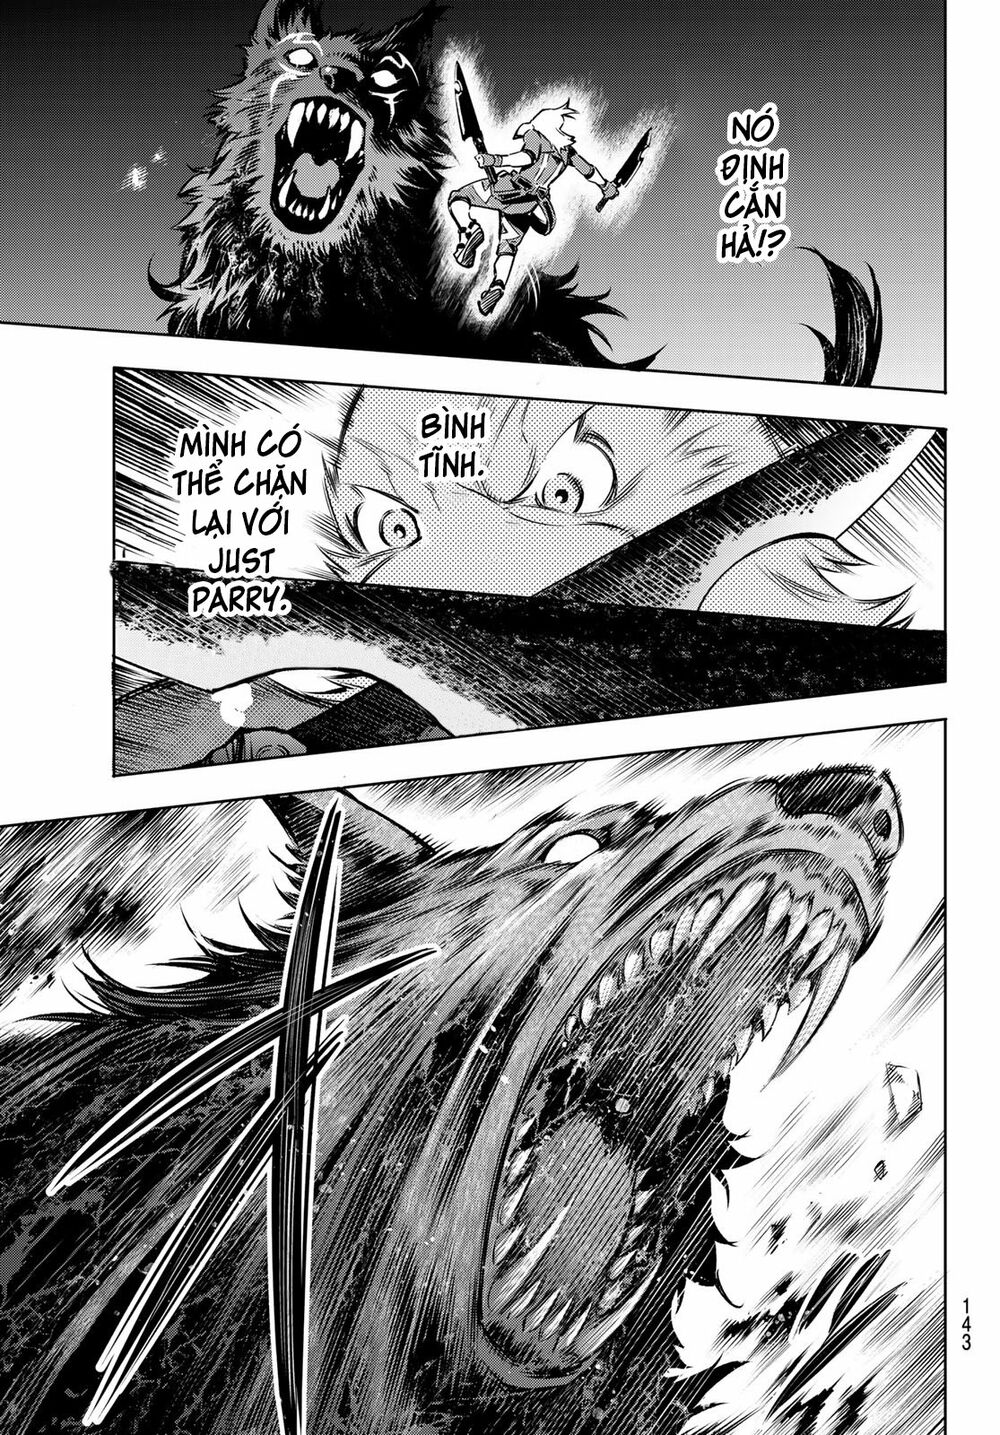 NÓ
ĐỊNH
CẮN
HẢ!?
BÌNH
TĨNH.
MÌNH CÓ
THỂ CHẶN
LẠI VỚI
JUST
PARRY.
143